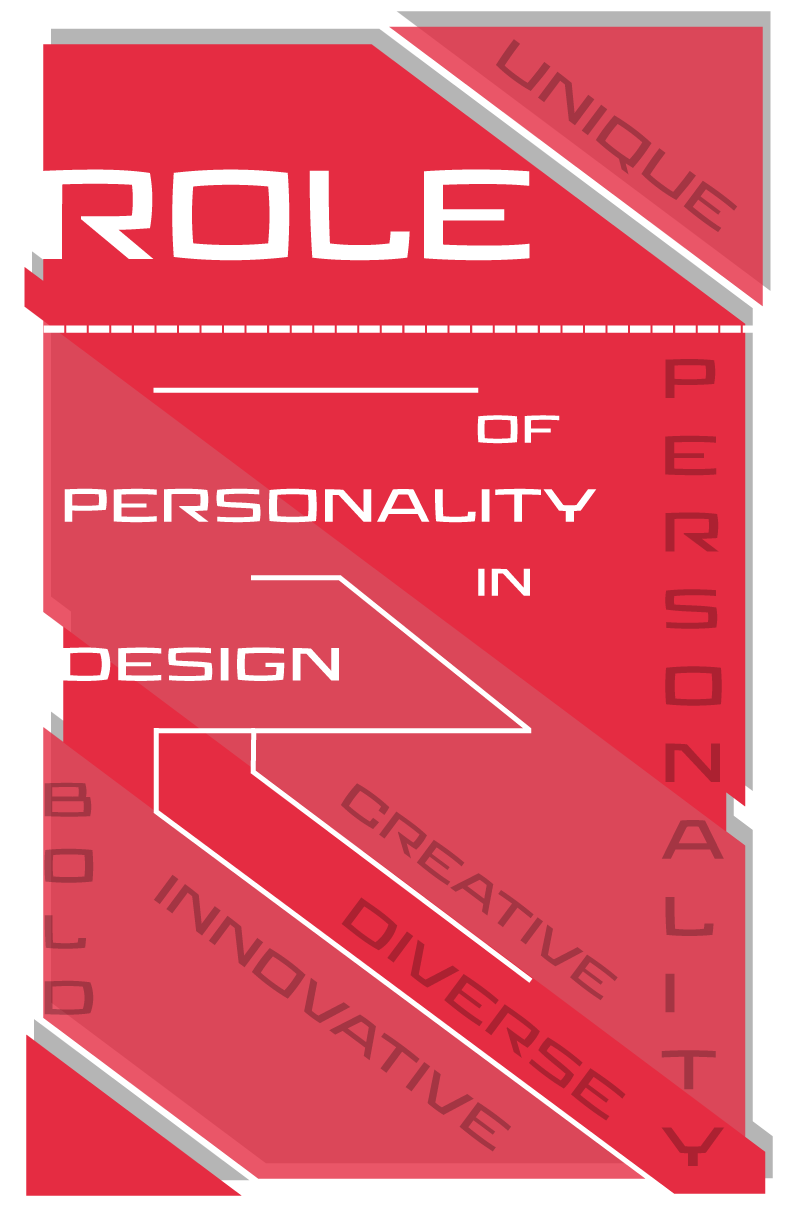 UNIQUE
ROLE
OF
PERSONALITY
IN
DESIGN
PERSONALITY
BOLD
CREATIVE
DIVERSE
INNOVATIVE